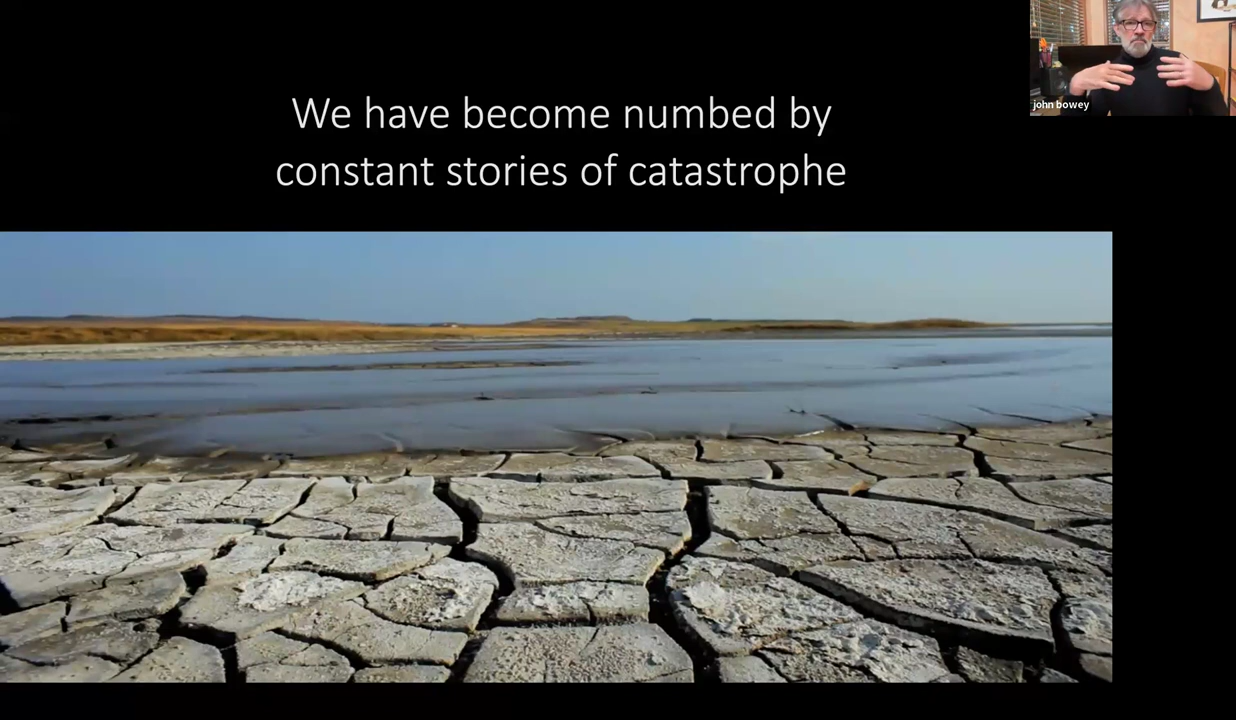 We have become numbed by
constant stories of catastrophe
john bowey